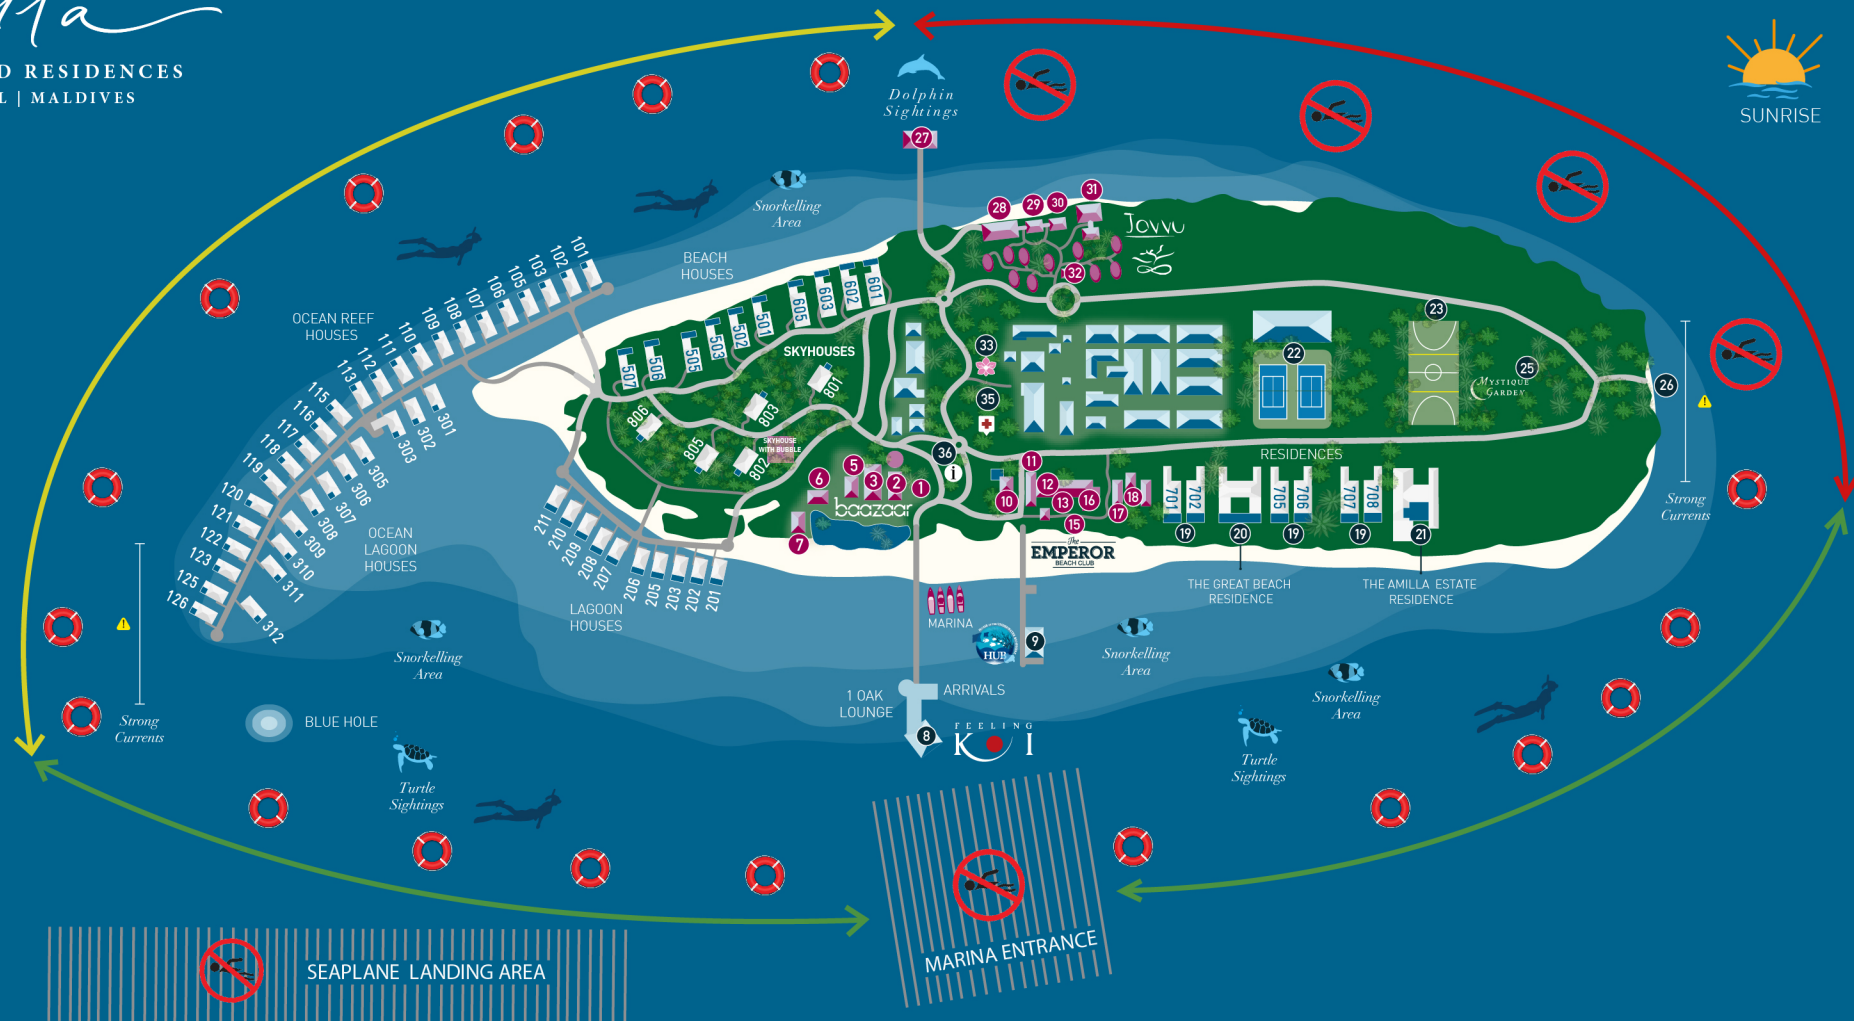 D RESIDENCES
L | MALDIVES
SUNRISE
Dolphin
Sightings
27
Snorkelling
Area
BEACH
HOUSES
OCEAN REEF
HOUSES
101
102
103
105
106
107
108
109
110
111
112
113
115
116
117
118
119
120
121
122
123
125
126
301
302
303
305
306
307
308
309
310
311
312
OCEAN
LAGOON
HOUSES
601
602
603
605
501
502
503
505
506
507
SKYHOUSES
801
803
806
805
802
SKYHOUSE
WITH BUBBLE
28
29
30
31
32
Javvu
33
35
36
i
22
23
25
MYSTIQUE
GARDEN
26
Strong
Currents
RESIDENCES
701
702
705
706
707
708
19
20
19
19
21
THE GREAT BEACH
RESIDENCE
THE AMILLA ESTATE
RESIDENCE
6
5
3
2
1
baazaar
7
10
11
12
13
16
15
17
18
The
EMPEROR
BEACH CLUB
211
210
209
208
207
206
205
203
202
201
LAGOON
HOUSES
MARINA
HUB
9
Snorkelling
Area
Snorkelling
Area
Snorkelling
Area
1 OAK
LOUNGE
ARRIVALS
8
FEELING
KOI
Strong
Currents
BLUE HOLE
Turtle
Sightings
Turtle
Sightings
MARINA ENTRANCE
SEAPLANE LANDING AREA